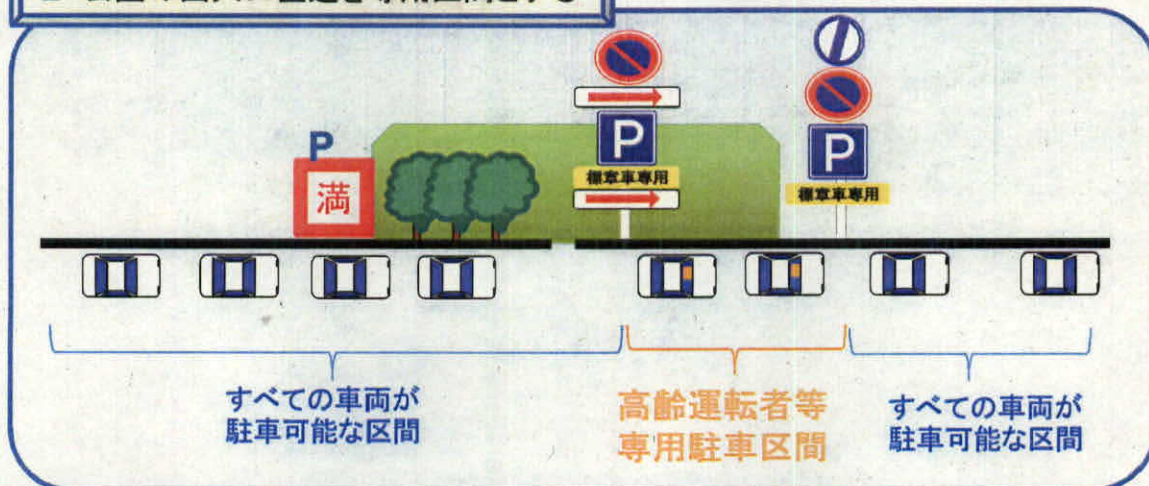 P
満
P
標章車専用
P
標章車専用
すべての車両が
駐車可能な区間
高齢運転者等
専用駐車区間
すべての車両が
駐車可能な区間